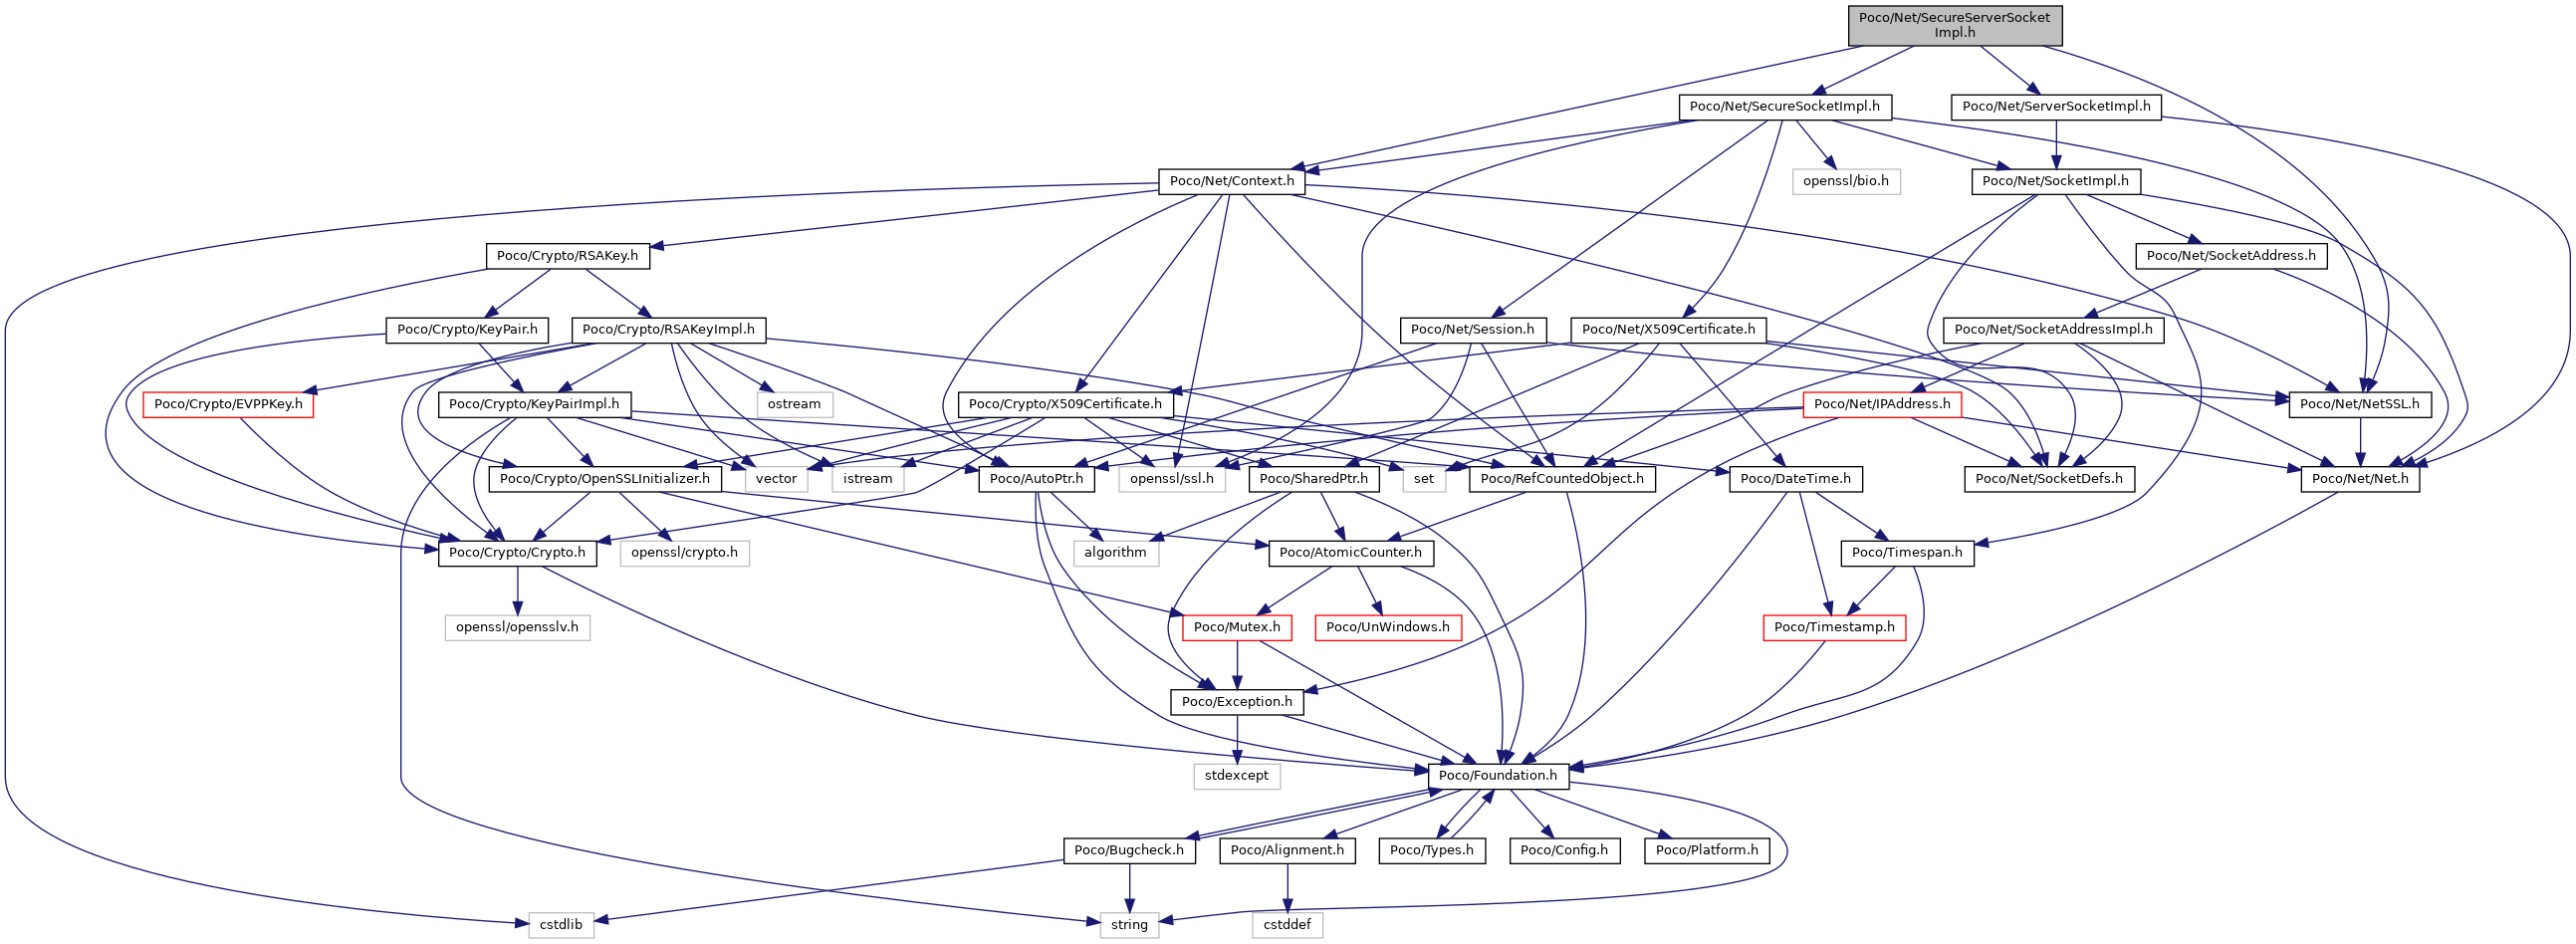 Poco/Net/SecureServerSocket
Impl.h
Poco/Net/SecureSocketImpl.h
Poco/Net/ServerSocketImpl.h
Poco/Net/Context.h
openssl/bio.h
Poco/Net/SocketImpl.h
Poco/Crypto/RSAKey.h
Poco/Net/SocketAddress.h
Poco/Crypto/KeyPair.h
Poco/Crypto/RSAKeyImpl.h
Poco/Net/Session.h
Poco/Net/X509Certificate.h
Poco/Net/SocketAddressImpl.h
Poco/Crypto/EVPPKey.h
Poco/Crypto/KeyPairImpl.h
ostream
Poco/Crypto/X509Certificate.h
Poco/Net/IPAddress.h
Poco/Net/NetSSL.h
Poco/Crypto/OpenSSLInitializer.h
vector
istream
Poco/AutoPtr.h
openssl/ssl.h
Poco/SharedPtr.h
set
Poco/RefCountedObject.h
Poco/DateTime.h
Poco/Net/SocketDefs.h
Poco/Net/Net.h
Poco/Crypto/Crypto.h
openssl/crypto.h
algorithm
Poco/AtomicCounter.h
Poco/Timespan.h
openssl/opensslv.h
Poco/Mutex.h
Poco/UnWindows.h
Poco/Timestamp.h
Poco/Exception.h
stdexcept
Poco/Foundation.h
Poco/Bugcheck.h
Poco/Alignment.h
Poco/Types.h
Poco/Config.h
Poco/Platform.h
cstdlib
string
cstddef